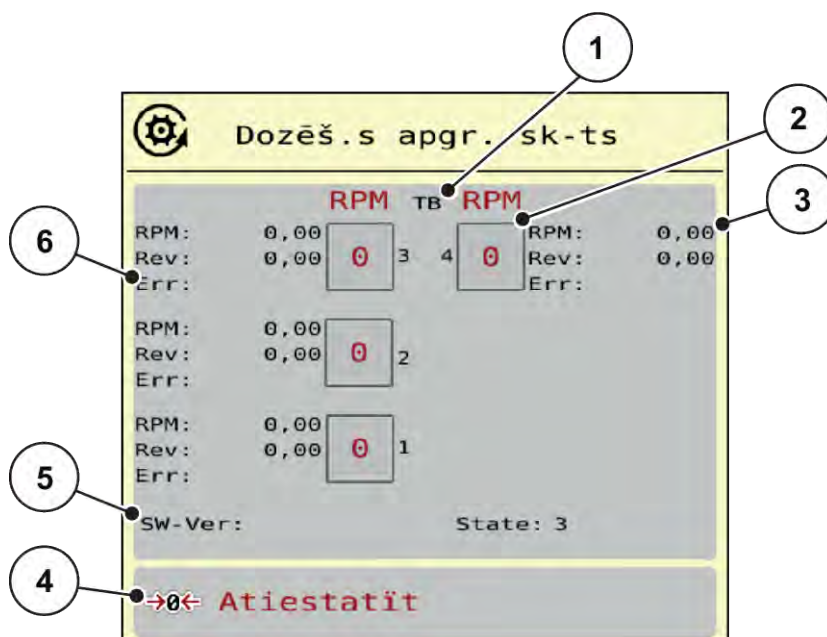 1
Dozēš.s apgr. sk-ts
2
RPM TB RPM
3
RPM: 0,00 RPM: 0,00
6
Rev: 0,00 0 3 4 0 Rev: 0,00
Err: Err:
RPM: 0,00
Rev: 0,00 0 2
Err:
RPM: 0,00
Rev: 0,00 0 1
Err:
5
SW-Ver: State: 3
4
→0← Atiestatït